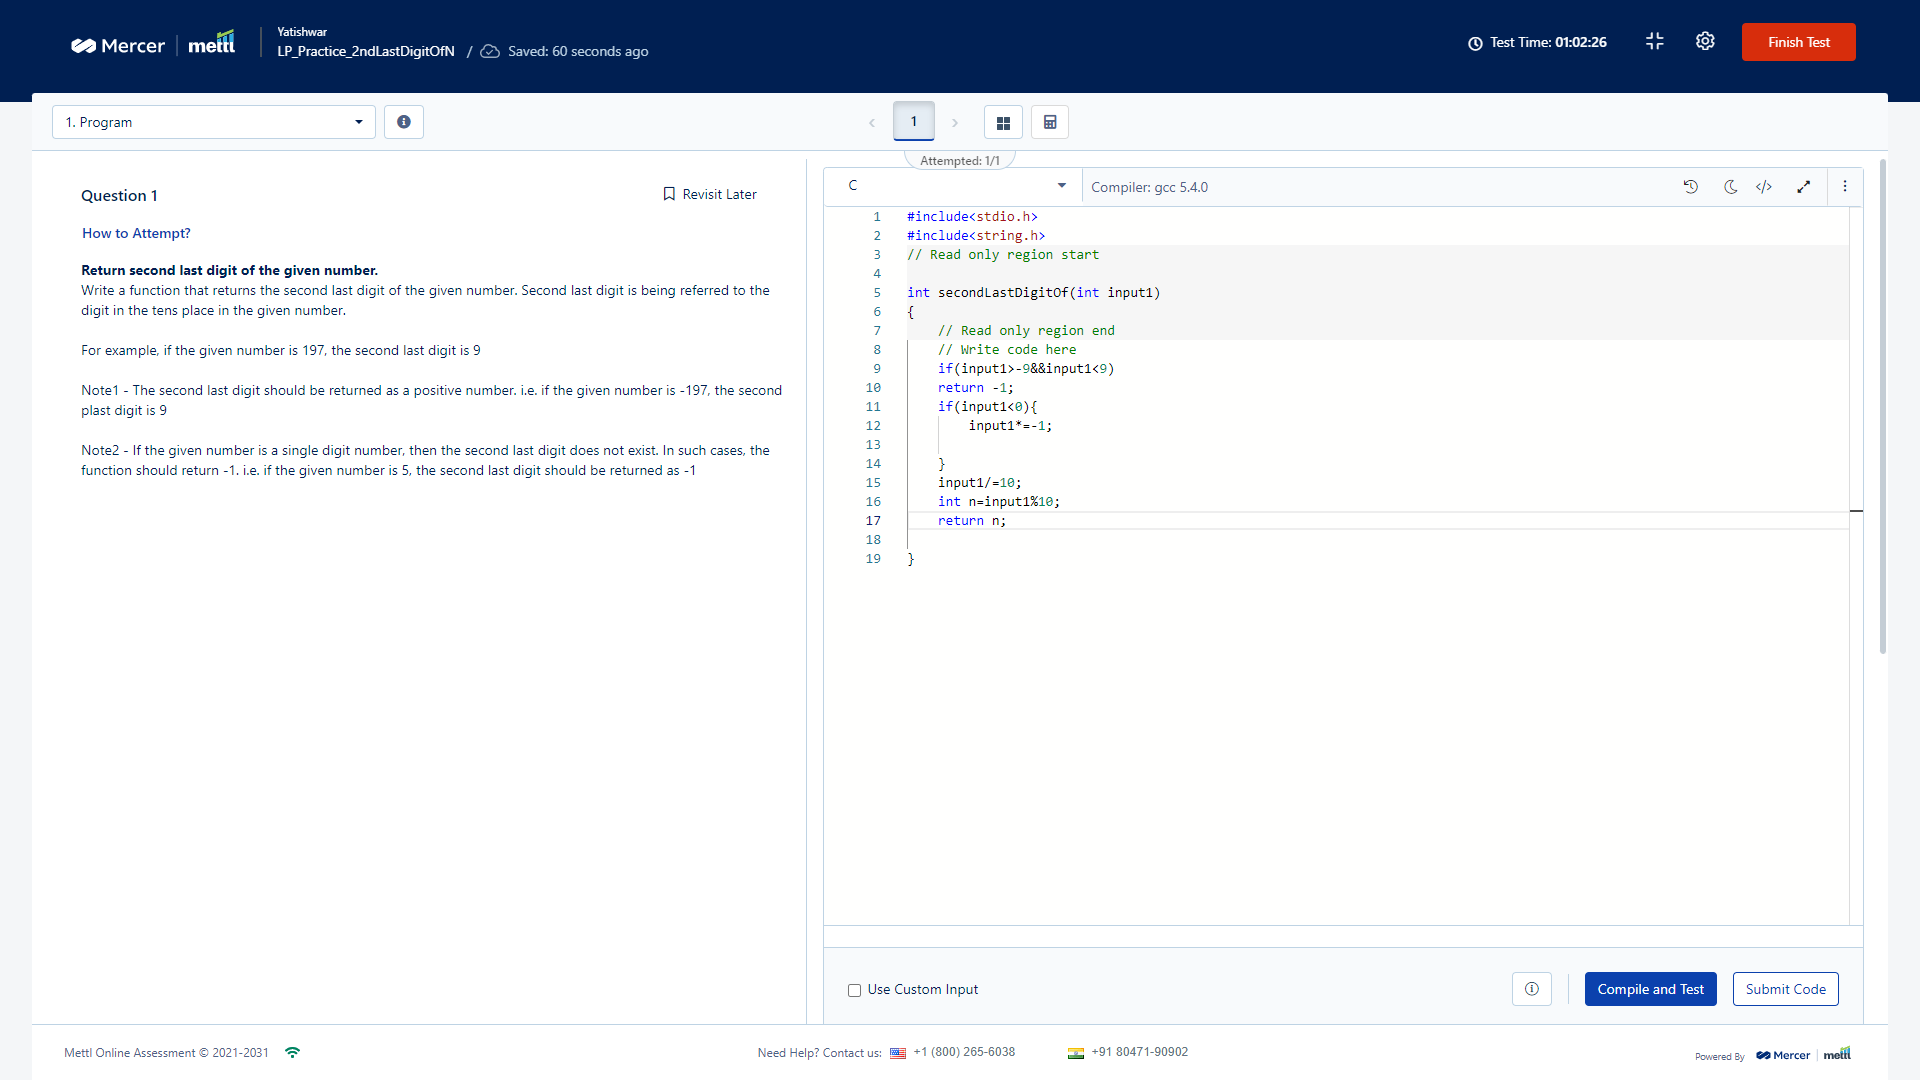 Mercer mettl
Yatishwar
LP_Practice_2ndLastDigitOfN / Saved: 60 seconds ago
Test Time: 01:02:26
Finish Test
1. Program
1
Attempted: 1/1
Question 1
Revisit Later
How to Attempt?
Return second last digit of the given number.
Write a function that returns the second last digit of the given number. Second last digit is being referred to the
digit in the tens place in the given number.
For example, if the given number is 197, the second last digit is 9
Note1 - The second last digit should be returned as a positive number. i.e. if the given number is -197, the second
plast digit is 9
Note2 - If the given number is a single digit number, then the second last digit does not exist. In such cases, the
function should return -1. i.e. if the given number is 5, the second last digit should be returned as -1
C
Compiler: gcc 5.4.0
1 #include<stdio.h>
2 #include<string.h>
3 // Read only region start
4
5 int secondLastDigitOf(int input1)
6 {
7 // Read only region end
8 // Write code here
9 if(input1>-9&&input1<9)
10 return -1;
11 if(input1<0){
12 input1*=-1;
13
14 }
15 input1/=10;
16 int n=input1%10;
17 return n;
18
19 }
Use Custom Input
Compile and Test
Submit Code
Mettl Online Assessment © 2021-2031
Need Help? Contact us: +1 (800) 265-6038
+91 80471-90902
Powered By Mercer mettl